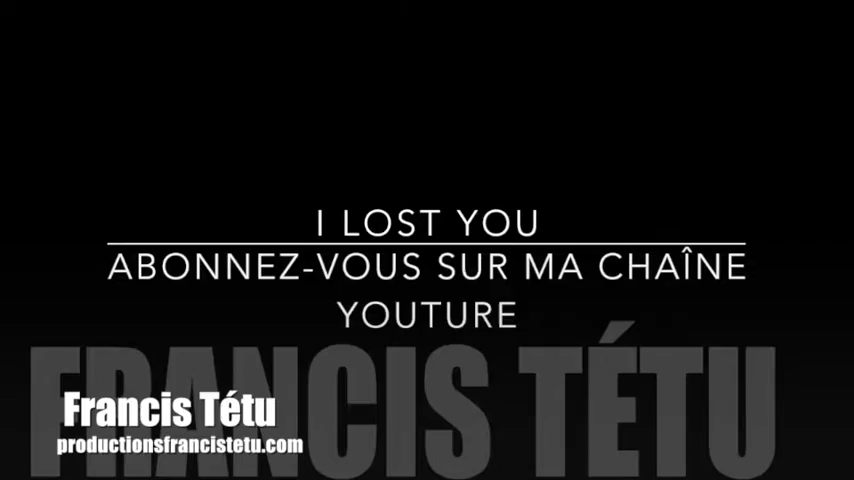 I LOST YOU
ABONNEZ-VOUS SUR MA CHAÎNE
YOUTURE
FRANCIS TÉTU
Francis Tétu
productionsfrancistetu.com